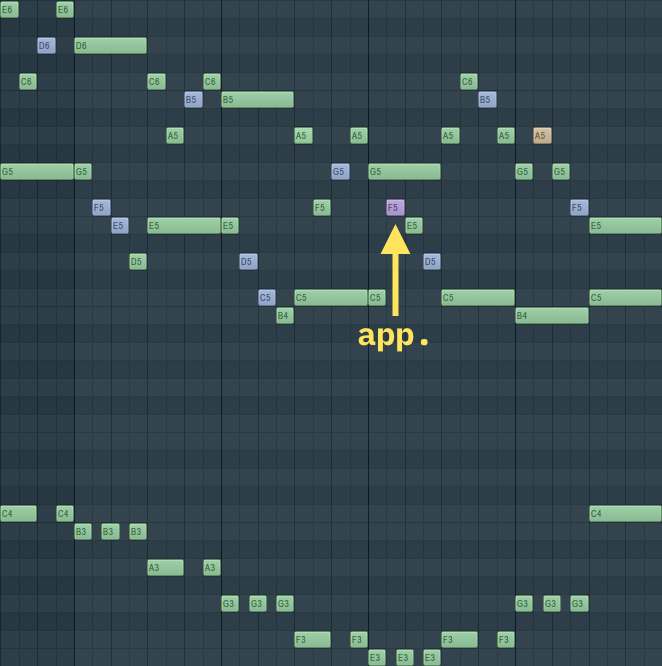 E6 E6
D6 D6
C6 C6 C6 C6
B5 B5 B5
A5 A5 A5 A5 A5 A5
G5 G5 G5 G5 G5 G5
F5 F5 F5 F5
E5 E5 E5 E5 E5
D5 D5 D5
C5 C5 C5 C5 C5
B4 B4
app.
C4 C4 C4
B3 B3 B3
A3 A3
G3 G3 G3 G3 G3 G3
F3 F3 F3 F3
E3 E3 E3